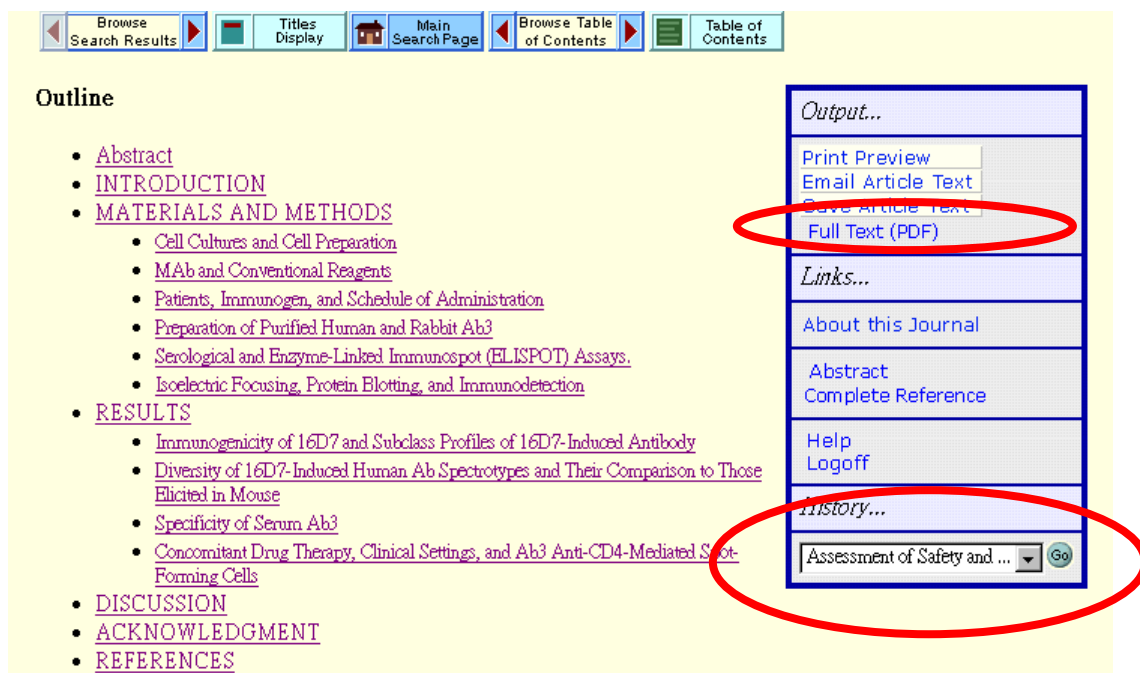 Browse
Search Results
Titles
Display
Main
Search Page
Browse Table
of Contents
Table of
Contents
Outline
Abstract
INTRODUCTION
MATERIALS AND METHODS
Cell Cultures and Cell Preparation
MAb and Conventional Reagents
Patients, Immunogen, and Schedule of Administration
Preparation of Purified Human and Rabbit Ab3
Serological and Enzyme-Linked Immunospot (ELISPOT) Assays.
Isoelectric Focusing, Protein Blotting, and Immunodetection
RESULTS
Immunogenicity of 16D7 and Subclass Profiles of 16D7-Induced Antibody
Diversity of 16D7-Induced Human Ab Spectrotypes and Their Comparison to Those
Elicited in Mouse
Specificity of Serum Ab3
Concomitant Drug Therapy, Clinical Settings, and Ab3 Anti-CD4-Mediated Spot-
Forming Cells
DISCUSSION
ACKNOWLEDGMENT
REFERENCES
Output...
Print Preview
Email Article Text
Save Article Text
Full Text (PDF)
Links...
About this Journal
Abstract
Complete Reference
Help
Logoff
History...
Assessment of Safety and ...
Go